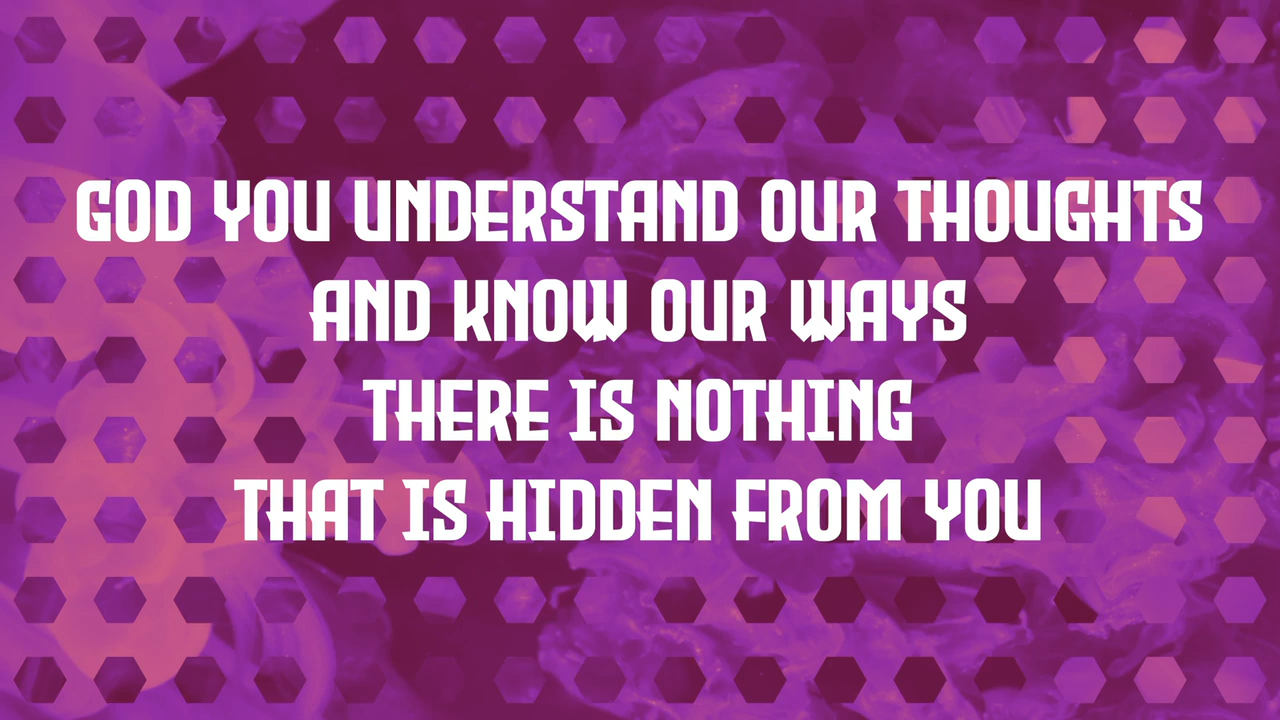 GOD YOU UNDERSTAND OUR THOUGHTS
AND KNOW OUR WAYS
THERE IS NOTHING
THAT IS HIDDEN FROM YOU